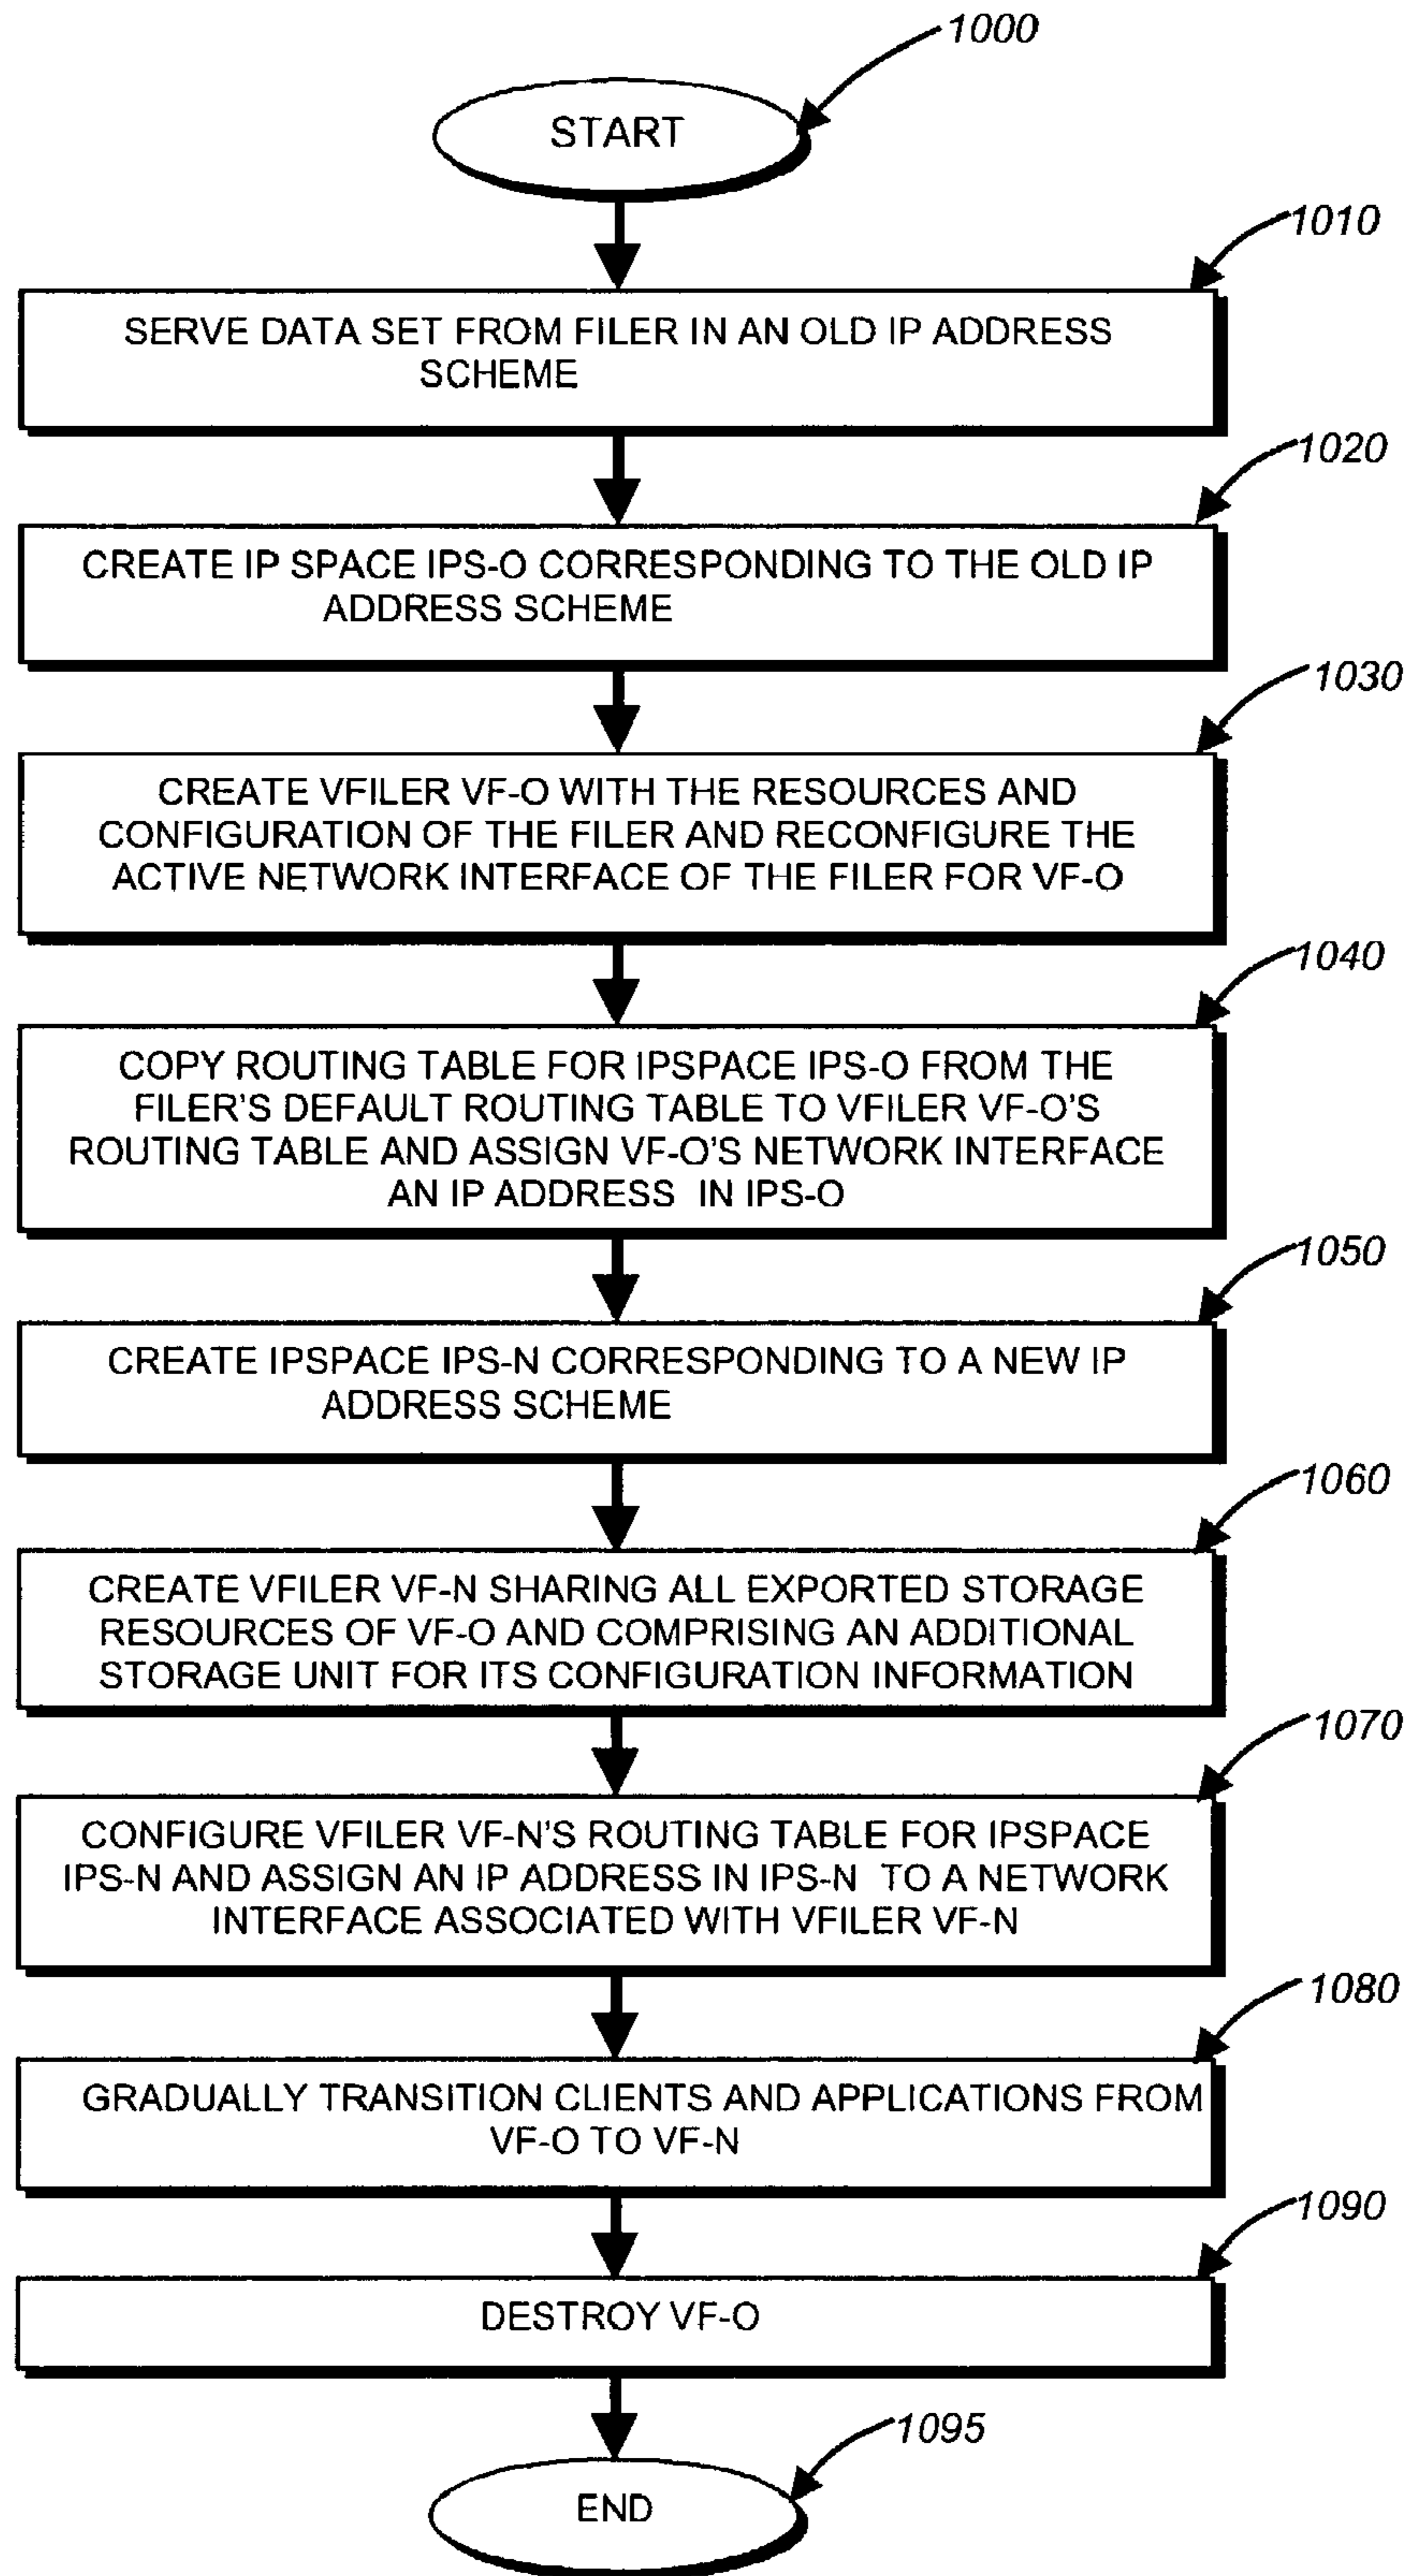 1000
START
1010
SERVE DATA SET FROM FILER IN AN OLD IP ADDRESS
SCHEME
1020
CREATE IP SPACE IPS-O CORRESPONDING TO THE OLD IP
ADDRESS SCHEME
1030
CREATE VFILER VF-O WITH THE RESOURCES AND
CONFIGURATION OF THE FILER AND RECONFIGURE THE
ACTIVE NETWORK INTERFACE OF THE FILER FOR VF-O
1040
COPY ROUTING TABLE FOR IPSPACE IPS-O FROM THE
FILER'S DEFAULT ROUTING TABLE TO VFILER VF-O'S
ROUTING TABLE AND ASSIGN VF-O'S NETWORK INTERFACE
AN IP ADDRESS IN IPS-O
1050
CREATE IPSPACE IPS-N CORRESPONDING TO A NEW IP
ADDRESS SCHEME
1060
CREATE VFILER VF-N SHARING ALL EXPORTED STORAGE
RESOURCES OF VF-O AND COMPRISING AN ADDITIONAL
STORAGE UNIT FOR ITS CONFIGURATION INFORMATION
1070
CONFIGURE VFILER VF-N'S ROUTING TABLE FOR IPSPACE
IPS-N AND ASSIGN AN IP ADDRESS IN IPS-N TO A NETWORK
INTERFACE ASSOCIATED WITH VFILER VF-N
1080
GRADUALLY TRANSITION CLIENTS AND APPLICATIONS FROM
VF-O TO VF-N
1090
DESTROY VF-O
1095
END